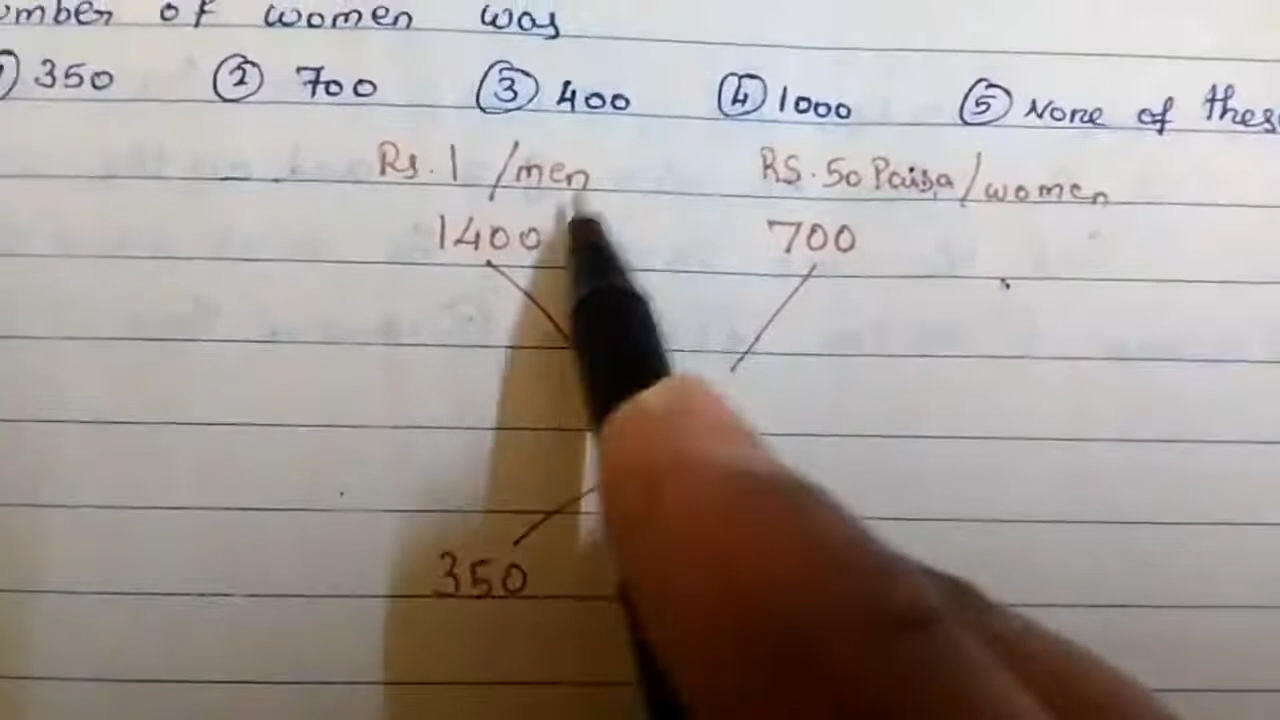 of women was
350 ② 700 ③ 400 ④ 1000 ⑤ None of
Rs. 1 /men RS. 50 Paisa/women
1400 700
350